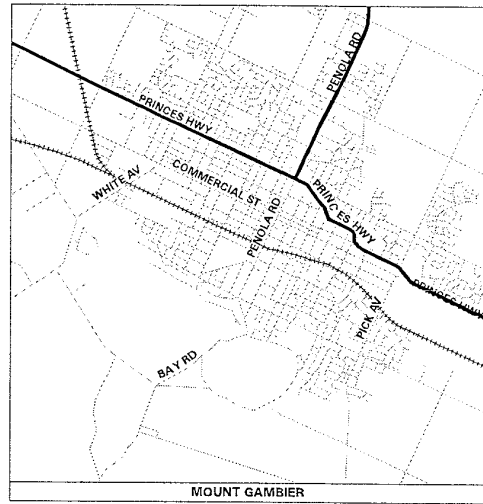 PENOLA RD
PRINCES HWY
COMMERCIAL ST
WHITE AV
PENOLA RD
PRINCES HWY
PRINCES HWY
PICK AV
BAY RD
MOUNT GAMBIER